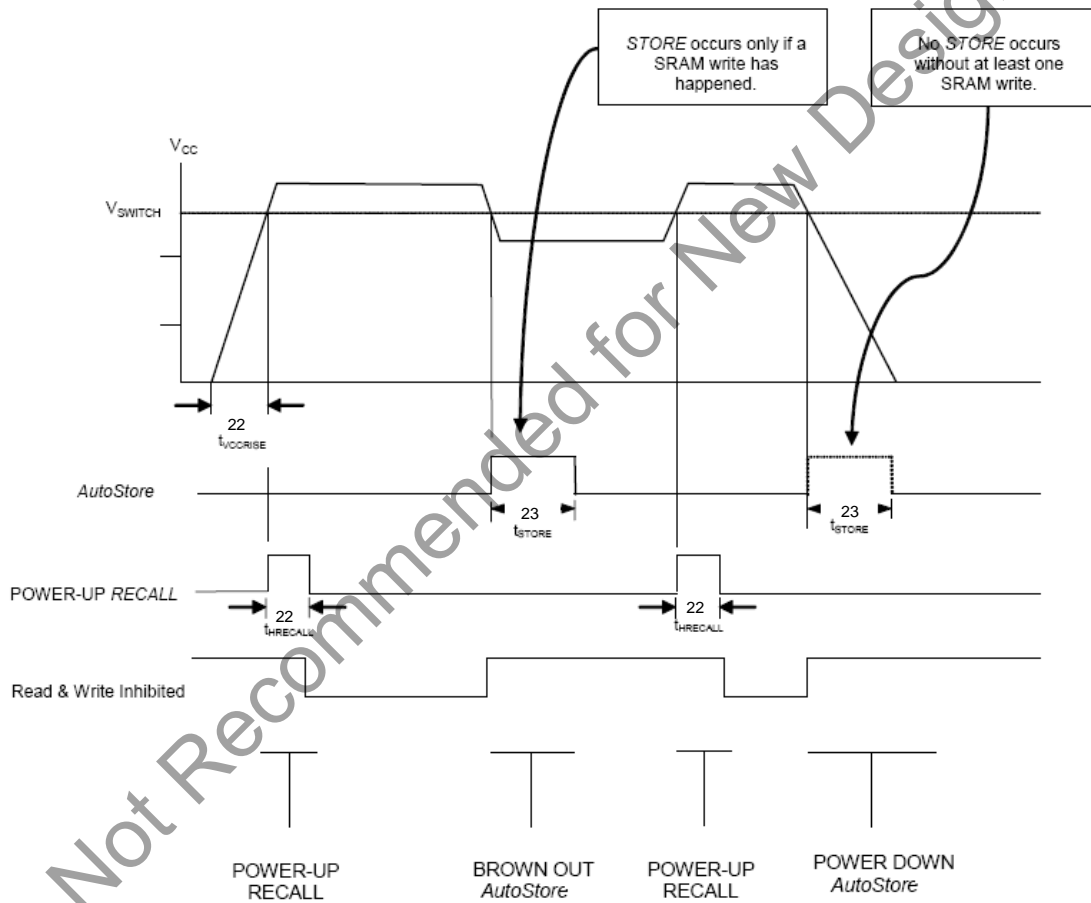 STORE occurs only if a
SRAM write has
happened.
No STORE occurs
without at least one
SRAM write.
VCC
VSWITCH
22
tVCCRISE
AutoStore
23
tSTORE
23
tSTORE
POWER-UP RECALL
22
tHRECALL
22
tHRECALL
Read & Write Inhibited
POWER-UP
RECALL
BROWN OUT
AutoStore
POWER-UP
RECALL
POWER DOWN
AutoStore
Not Recommended for New Design